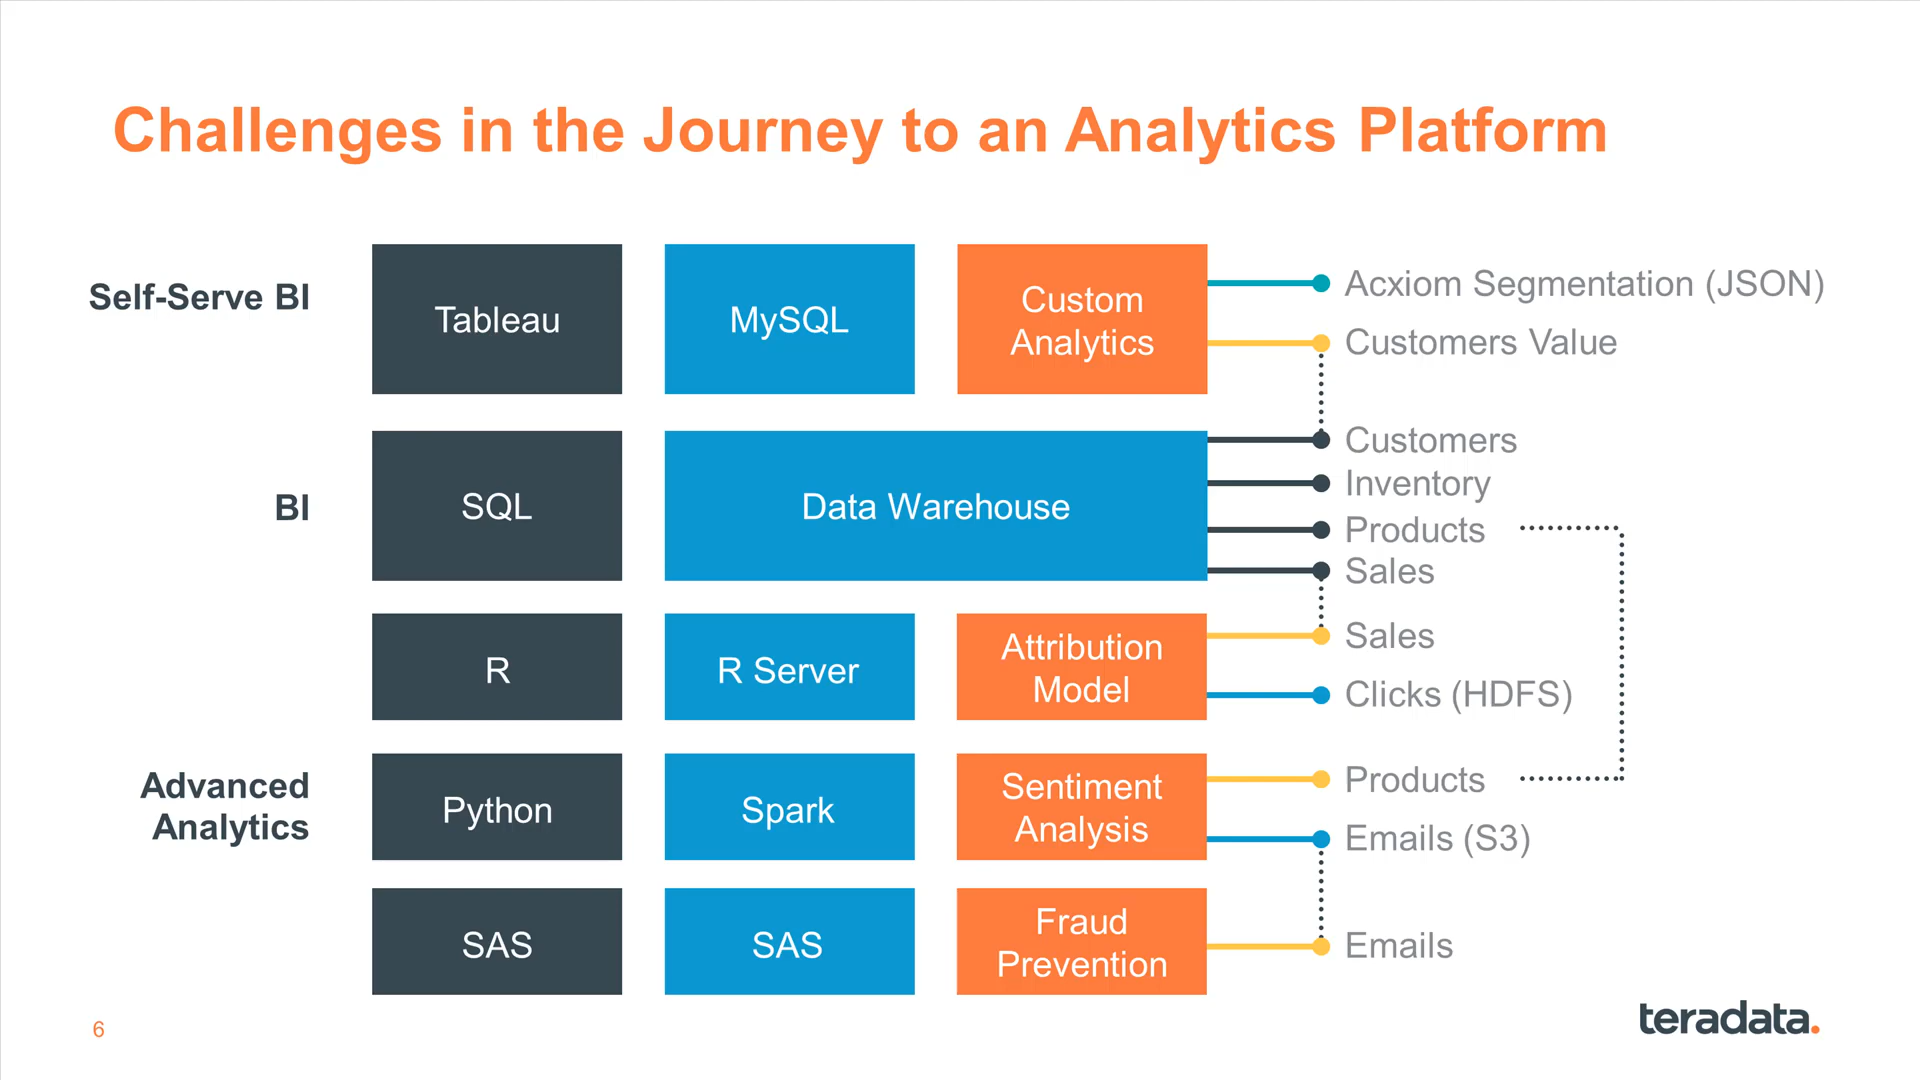 Challenges in the Journey to an Analytics Platform
Self-Serve BI
Tableau
MySQL
Custom
Analytics
Acxiom Segmentation (JSON)
Customers Value
BI
SQL
Data Warehouse
Customers
Inventory
Products
Sales
R
R Server
Attribution
Model
Sales
Clicks (HDFS)
Advanced
Analytics
Python
Spark
Sentiment
Analysis
Products
Emails (S3)
SAS
SAS
Fraud
Prevention
Emails
6
teradata.